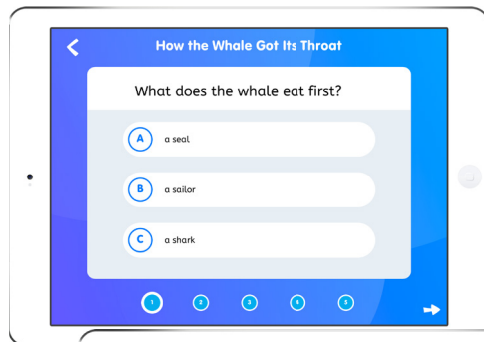 How the Whale Got Its Throat
What does the whale eat first?
A a seal
B a sailor
C a shark
1 2 3 4 5